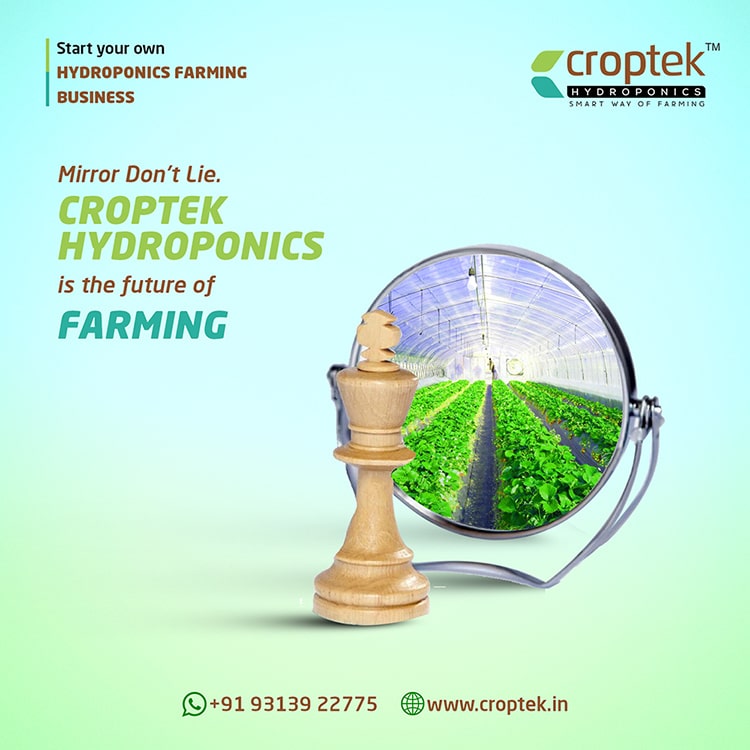 Start your own
HYDROPONICS FARMING
BUSINESS
croptek™
HYDROPONICS
SMART WAY OF FARMING
Mirror Don't Lie.
CROPTEK
HYDROPONICS
is the future of
FARMING
+91 93139 22775 www.croptek.in